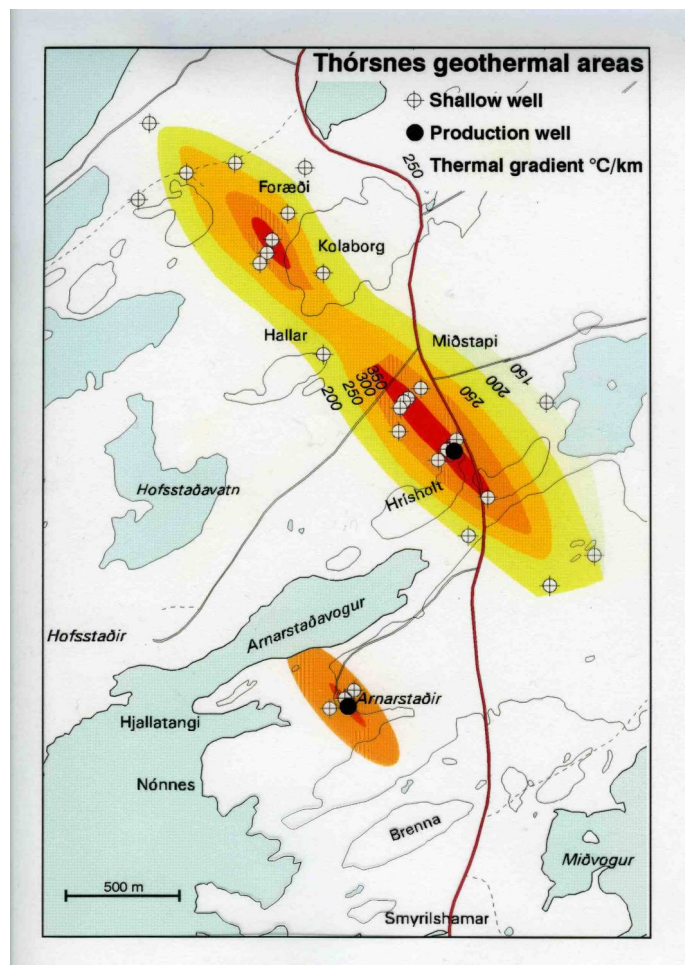 Thórsnes geothermal areas
Shallow well
Production well
250
Thermal gradient °C/km
Foræði
Kolaborg
Hallar
Miðstapi
350
300
250
200
150
200
250
Hofsstaðavatn
Hrísholt
Arnarstaðavogur
Hofsstaðir
Arnarstaðir
Hjallatangi
Nónnes
Brenna
Miðvogur
500 m
Smyrilshamar